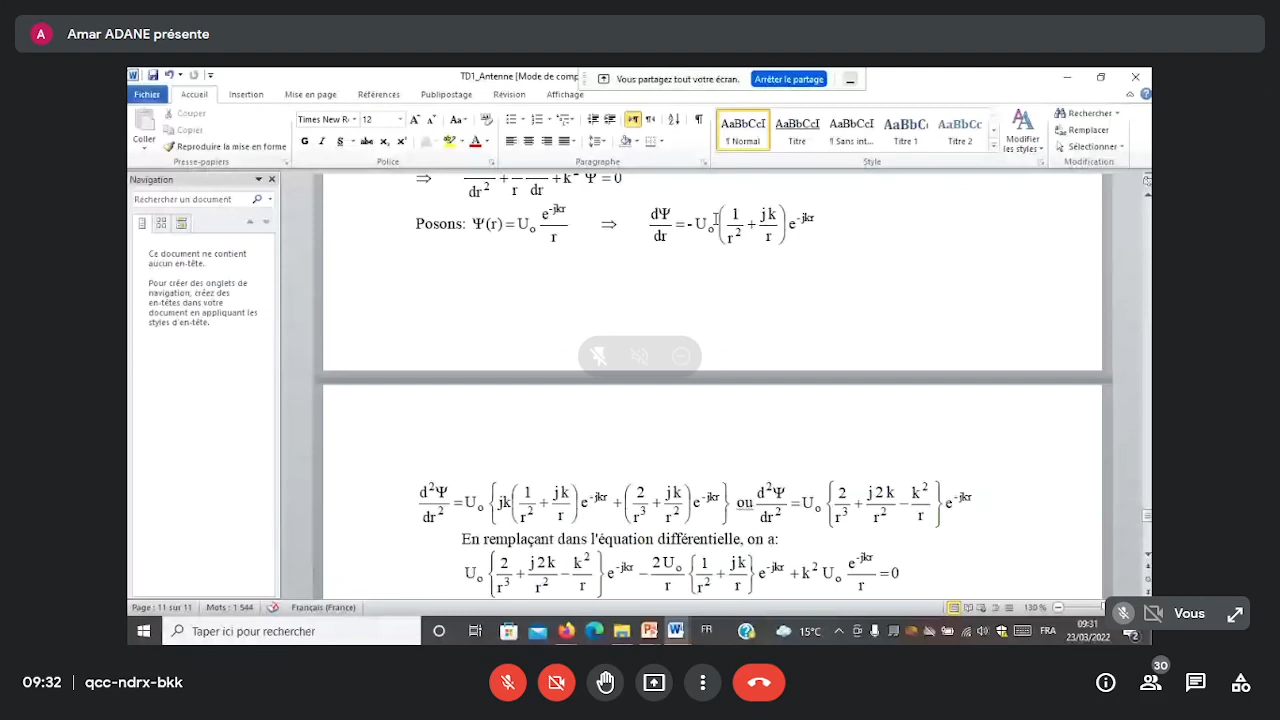 A Amar ADANE présente
TD1_Antenne [Mode de comp
Vous partagez tout votre écran. Arrêter le partage
Fichier Accueil Insertion Mise en page Références Publipostage Révision Affichage
Coller
Couper
Copier
Reproduire la mise en forme
Presse-papiers
Times New R 12
G I S abc x₂ x²
Police
Paragraphe
AaBbCcI AaBbCcI AaBbCcI AaBbC AaBbCc
¶ Normal Titre ¶ Sans int... Titre 1 Titre 2
Modifier les styles
Style
Rechercher
Remplacer
Sélectionner
Modification
Navigation
Rechercher un document
Ce document ne contient
aucun en-tête.
Pour créer des onglets de
navigation, créez des
en-têtes dans votre
document en appliquant les
styles d'en-tête.
⇒ /dr² + /r /dr + k² Ψ = 0
Posons: Ψ(r) = U₀ e^-jkr / r ⇒ dΨ/dr = - U₀ (1/r² + jk/r) e^-jkr
d²Ψ/dr² = U₀ {jk(1/r² + jk/r) e^-jkr + (2/r³ + jk/r²) e^-jkr} ou d²Ψ/dr² = U₀ {2/r³ + j2k/r² − k²/r} e^-jkr
En remplaçant dans l'équation différentielle, on a:
U₀ {2/r³ + j2k/r² − k²/r} e^-jkr − 2U₀/r {1/r² + jk/r} e^-jkr + k² U₀ e^-jkr / r = 0
Page : 11 sur 11 Mots : 1 544 Français (France) 130 %
Taper ici pour rechercher
FR 15°C FRA
09:31
23/03/2022
2
Vous
09:32 qcc-ndrx-bkk
30